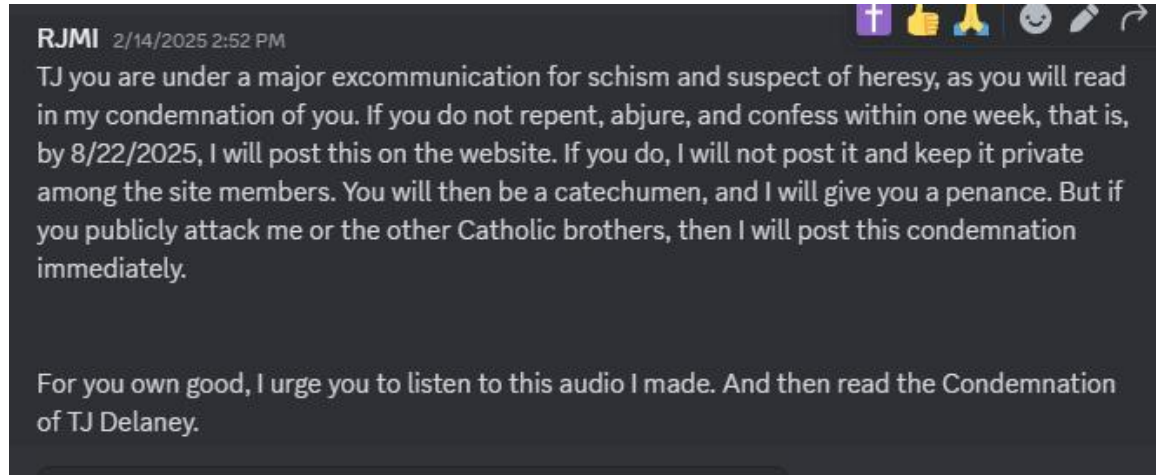 RJMI 2/14/2025 2:52 PM
TJ you are under a major excommunication for schism and suspect of heresy, as you will read
in my condemnation of you. If you do not repent, abjure, and confess within one week, that is,
by 8/22/2025, I will post this on the website. If you do, I will not post it and keep it private
among the site members. You will then be a catechumen, and I will give you a penance. But if
you publicly attack me or the other Catholic brothers, then I will post this condemnation
immediately.
For you own good, I urge you to listen to this audio I made. And then read the Condemnation
of TJ Delaney.